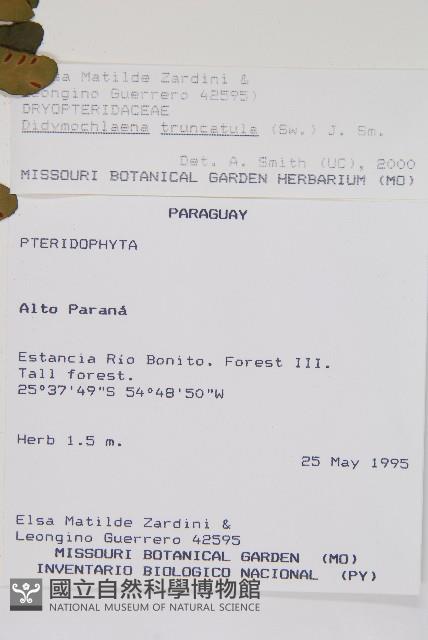 Matilde Zardini &
Guerrero 42595)
DRYOPTERIDACEAE
Didymochlaena truncatula (Sw.) J. Sm.
Det. A. Smith (UC), 2000
MISSOURI BOTANICAL GARDEN HERBARIUM (MO)
PARAGUAY
PTERIDOPHYTA
Alto Paraná
Estancia Río Bonito. Forest III.
Tall forest.
25°37'49"S 54°48'50"W
Herb 1.5 m.
25 May 1995
Elsa Matilde Zardini &
Leongino Guerrero 42595
MISSOURI BOTANICAL GARDEN (MO)
INVENTARIO BIOLOGICO NACIONAL (PY)
國立自然科學博物館
NATIONAL MUSEUM OF NATURAL SCIENCE